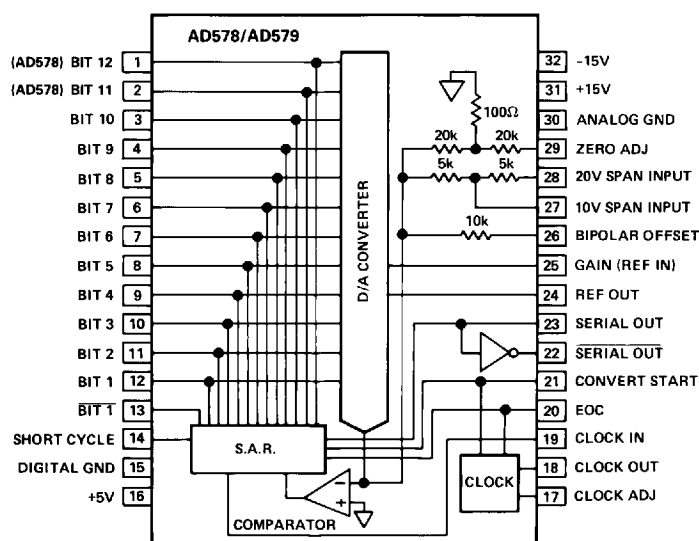 AD578/AD579
(AD578) BIT 12 1
(AD578) BIT 11 2
BIT 10 3
BIT 9 4
BIT 8 5
BIT 7 6
BIT 6 7
BIT 5 8
BIT 4 9
BIT 3 10
BIT 2 11
BIT 1 12
BIT 1 13
SHORT CYCLE 14
DIGITAL GND 15
+5V 16
D/A CONVERTER
S.A.R.
COMPARATOR
−
+
100Ω
20k 20k
5k 5k
10k
CLOCK
32 -15V
31 +15V
30 ANALOG GND
29 ZERO ADJ
28 20V SPAN INPUT
27 10V SPAN INPUT
26 BIPOLAR OFFSET
25 GAIN (REF IN)
24 REF OUT
23 SERIAL OUT
22 SERIAL OUT
21 CONVERT START
20 EOC
19 CLOCK IN
18 CLOCK OUT
17 CLOCK ADJ